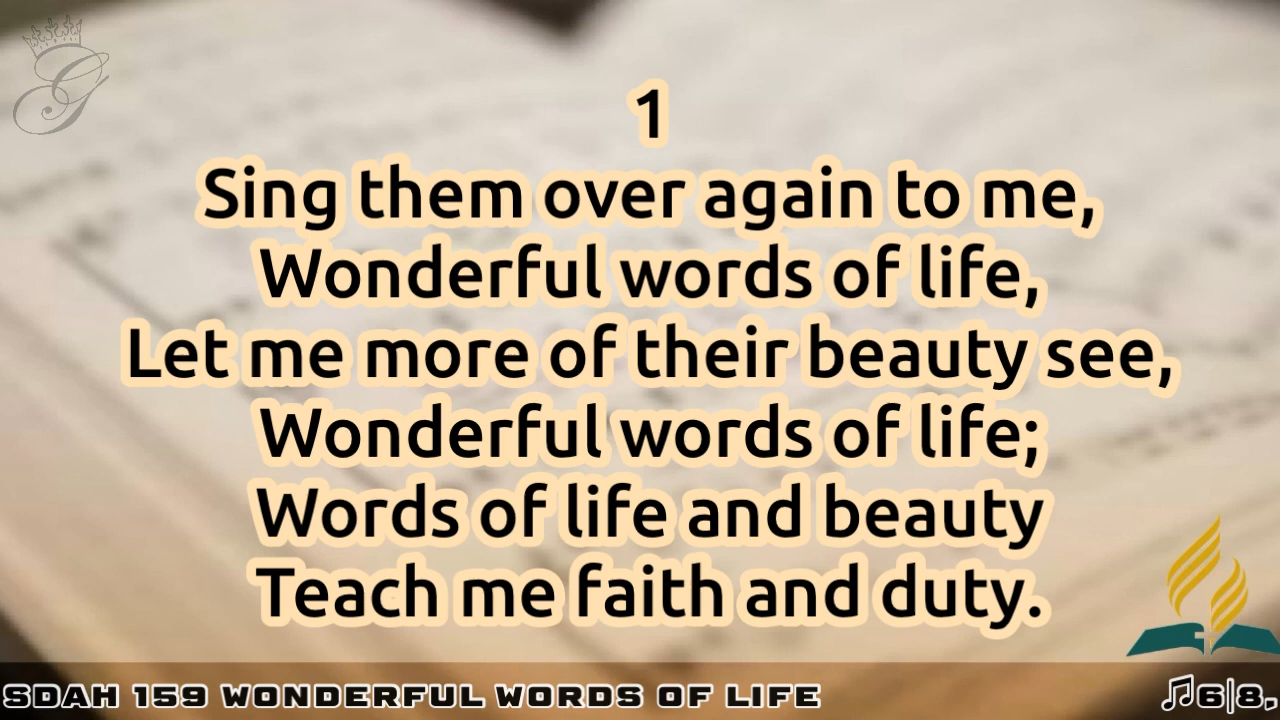 G
1
Sing them over again to me,
Wonderful words of life,
Let me more of their beauty see,
Wonderful words of life;
Words of life and beauty
Teach me faith and duty.
SDAH 159 WONDERFUL WORDS OF LIFE
♫6|8,